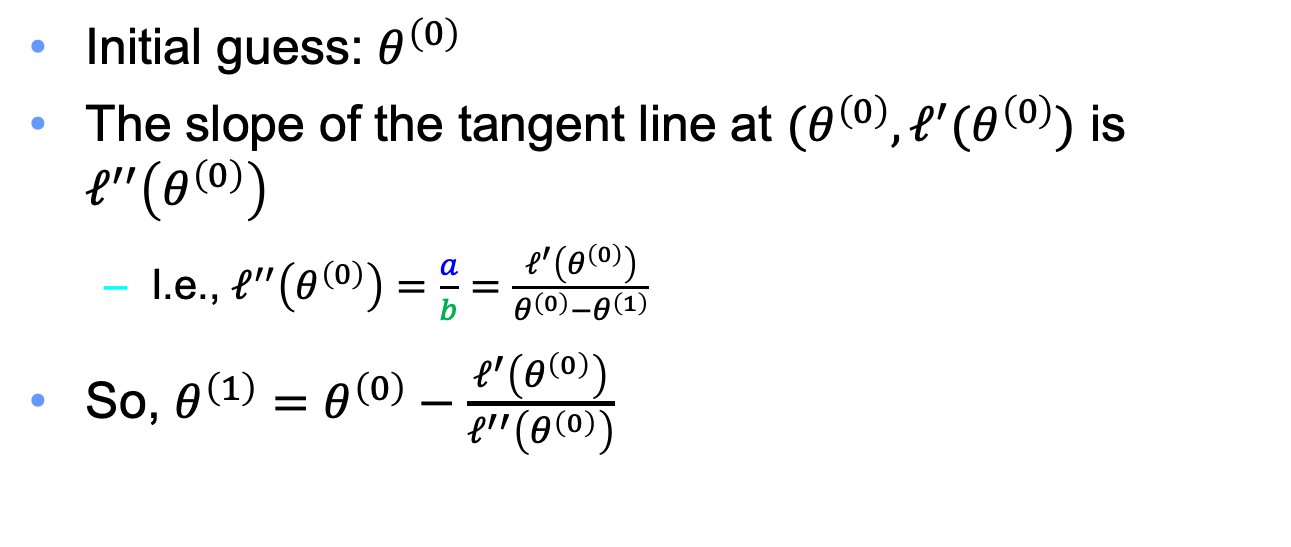 • Initial guess: θ⁽⁰⁾
• The slope of the tangent line at (θ⁽⁰⁾, ℓ′(θ⁽⁰⁾) is
ℓ′′(θ⁽⁰⁾)
– I.e., ℓ′′(θ⁽⁰⁾) = a/b = ℓ′(θ⁽⁰⁾)/θ⁽⁰⁾−θ⁽¹⁾
• So, θ⁽¹⁾ = θ⁽⁰⁾ − ℓ′(θ⁽⁰⁾)/ℓ′′(θ⁽⁰⁾)